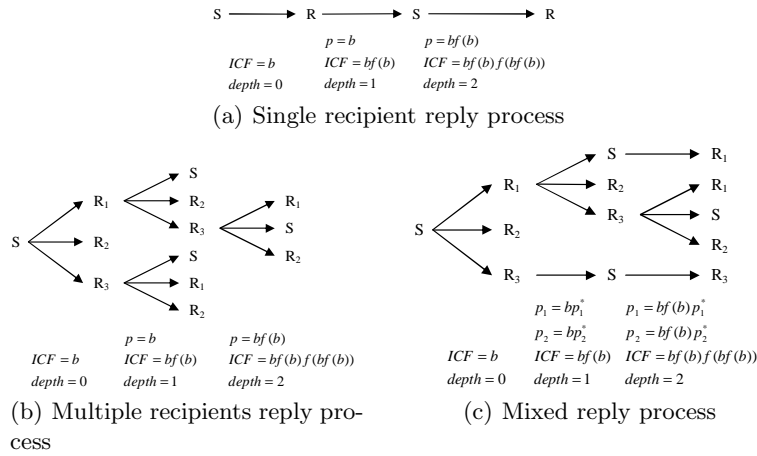 S R S R
p = b p = bf(b)
ICF = b ICF = bf(b) ICF = bf(b)f(bf(b))
depth = 0 depth = 1 depth = 2
(a) Single recipient reply process
S
R1 R2 R1
R3 S
S R2 R2
S
R3 R1
R2
p = b p = bf(b)
ICF = b ICF = bf(b) ICF = bf(b)f(bf(b))
depth = 0 depth = 1 depth = 2
(b) Multiple recipients reply pro-
cess
S R1
R1 R2 R1
R3 S
S R2 R2
R3 S R3
p1 = bp1* p1 = bf(b)p1*
p2 = bp2* p2 = bf(b)p2*
ICF = b ICF = bf(b) ICF = bf(b)f(bf(b))
depth = 0 depth = 1 depth = 2
(c) Mixed reply process